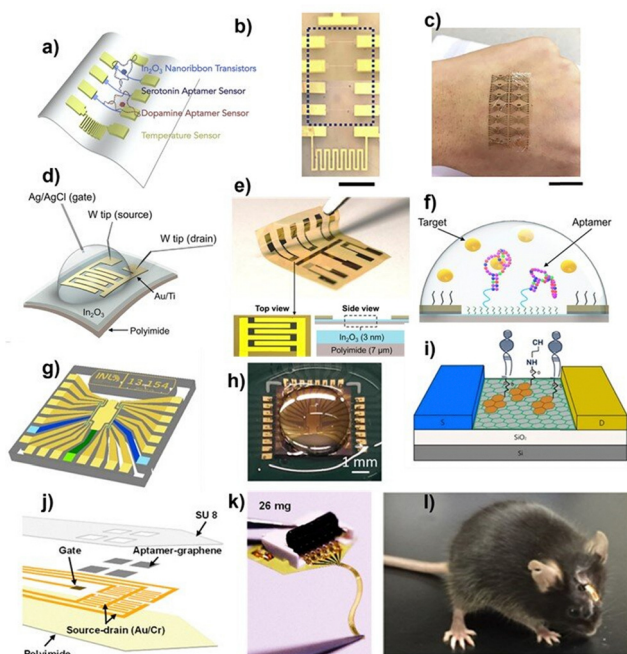 a)
In₂O₃ Nanoribbon Transistors
Serotonin Aptamer Sensor
Dopamine Aptamer Sensor
Temperature Sensor
b)
c)
d)
Ag/AgCl (gate)
W tip (source)
W tip (drain)
Au/Ti
In₂O₃
Polyimide
e)
Top view
Side view
In₂O₃ (3 nm)
Polyimide (7 µm)
f)
Target
Aptamer
g)
13.154
h)
1 mm
i)
CH
NH
S
D
SiO₂
Si
j)
SU 8
Aptamer-graphene
Gate
Source-drain (Au/Cr)
Polyimide
k)
26 mg
l)